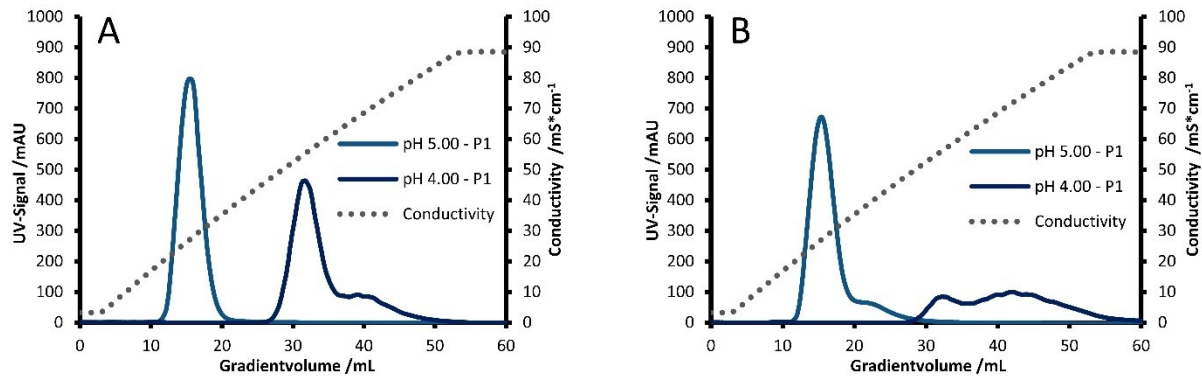 A
1000
900
800
700
600
500
400
300
200
100
0
UV-Signal /mAU
100
90
80
70
60
50
40
30
20
10
0
Conductivity /mS*cm⁻¹
pH 5.00 - P1
pH 4.00 - P1
Conductivity
0 10 20 30 40 50 60
Gradientvolume /mL
B
1000
900
800
700
600
500
400
300
200
100
0
UV-Signal /mAU
100
90
80
70
60
50
40
30
20
10
0
Conductivity /mS*cm⁻¹
pH 5.00 - P1
pH 4.00 - P1
Conductivity
0 10 20 30 40 50 60
Gradientvolume /mL